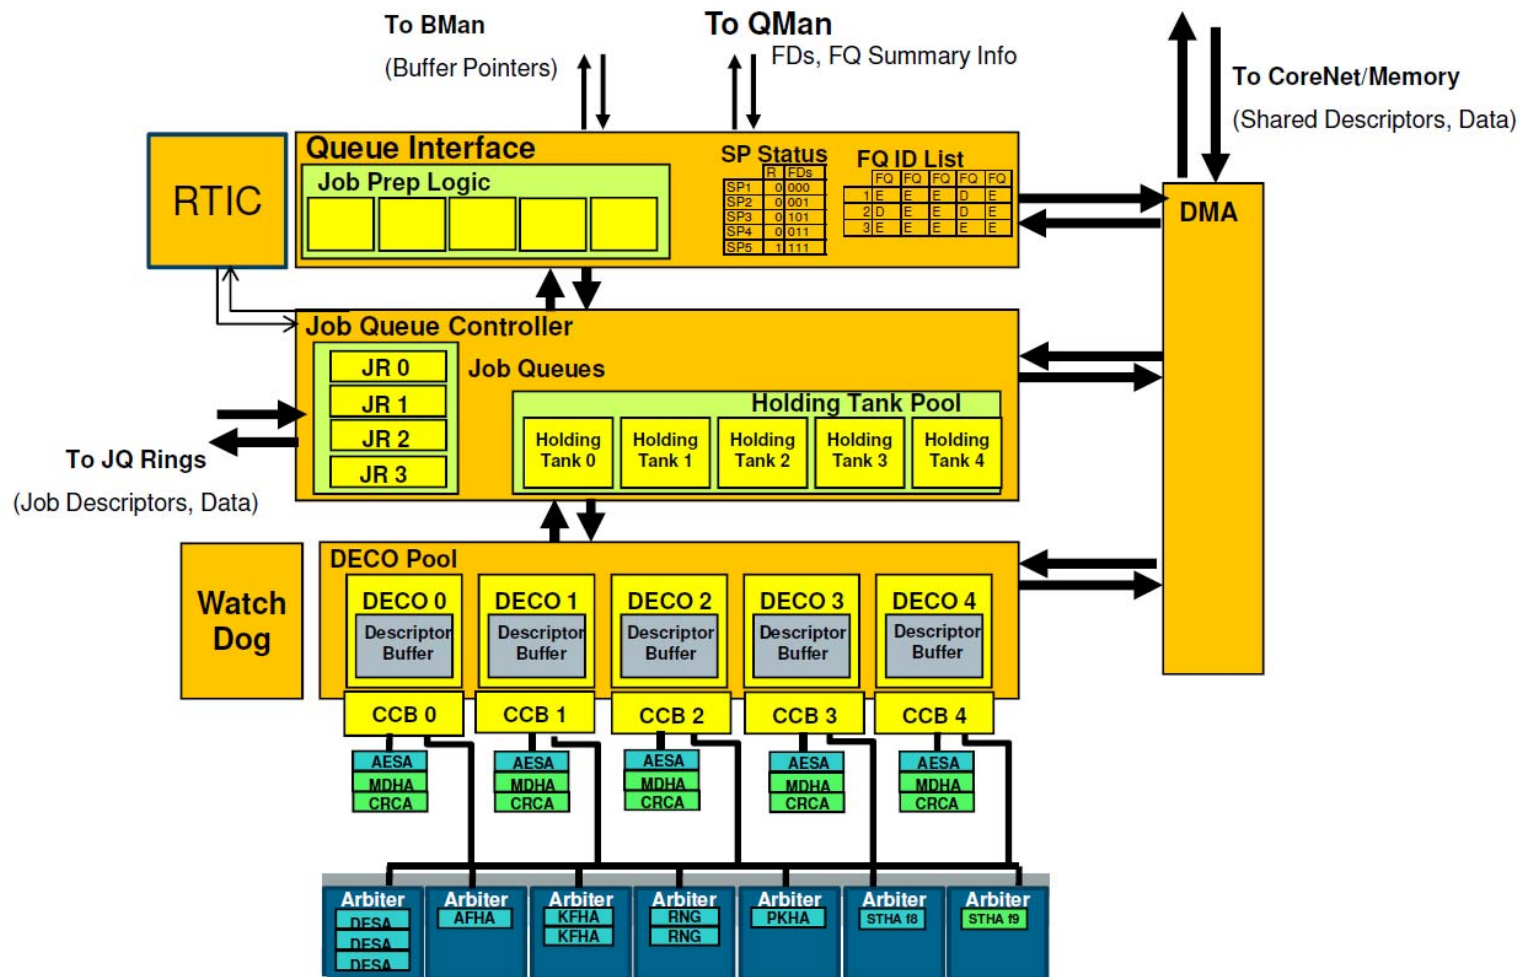 To BMan
(Buffer Pointers)
To QMan
FDs, FQ Summary Info
To CoreNet/Memory
(Shared Descriptors, Data)
RTIC
Queue Interface
Job Prep Logic
SP Status
R FDs
SP1 0 000
SP2 0 001
SP3 0 101
SP4 0 011
SP5 1 111
FQ ID List
FQ FQ FQ FQ FQ
1 E E E D E
2 D E E D E
3 E E E E E
DMA
Job Queue Controller
JR 0
JR 1
JR 2
JR 3
Job Queues
Holding Tank Pool
Holding
Tank 0
Holding
Tank 1
Holding
Tank 2
Holding
Tank 3
Holding
Tank 4
To JQ Rings
(Job Descriptors, Data)
Watch
Dog
DECO Pool
DECO 0
Descriptor
Buffer
DECO 1
Descriptor
Buffer
DECO 2
Descriptor
Buffer
DECO 3
Descriptor
Buffer
DECO 4
Descriptor
Buffer
CCB 0
CCB 1
CCB 2
CCB 3
CCB 4
AESA
MDHA
CRCA
AESA
MDHA
CRCA
AESA
MDHA
CRCA
AESA
MDHA
CRCA
AESA
MDHA
CRCA
Arbiter
DESA
DESA
DESA
Arbiter
AFHA
Arbiter
KFHA
KFHA
Arbiter
RNG
RNG
Arbiter
PKHA
Arbiter
STHA f8
Arbiter
STHA f9